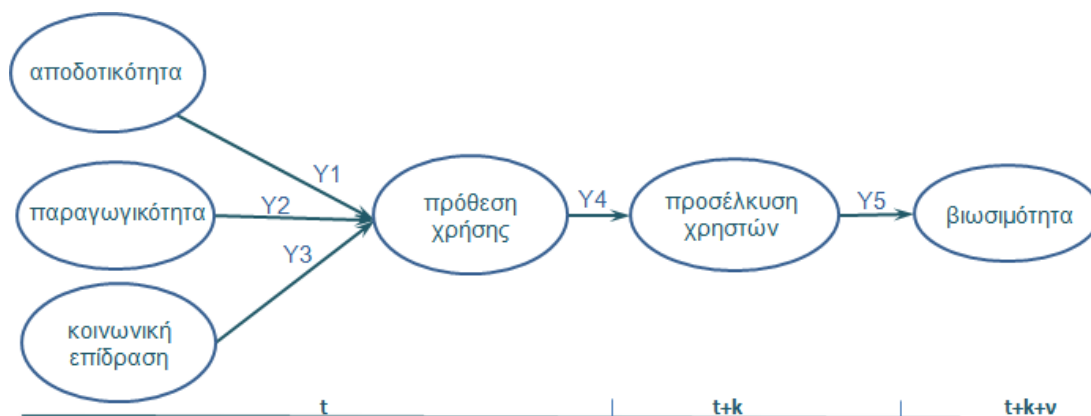 αποδοτικότητα
Υ1
παραγωγικότητα
Υ2
Υ3
κοινωνική
επίδραση
πρόθεση
χρήσης
Υ4
προσέλκυση
χρηστών
Υ5
βιωσιμότητα
t
t+k
t+k+ν